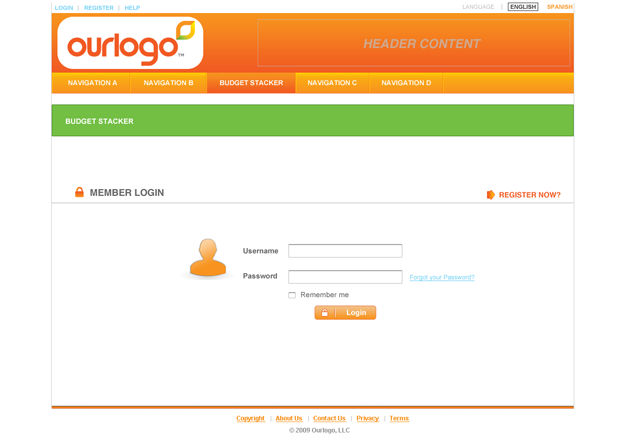 LOGIN | REGISTER | HELP
LANGUAGE | ENGLISH SPANISH
ourlogo™
HEADER CONTENT
NAVIGATION A NAVIGATION B BUDGET STACKER NAVIGATION C NAVIGATION D
BUDGET STACKER
MEMBER LOGIN
REGISTER NOW?
Username
Password
Forgot your Password?
Remember me
Login
Copyright | About Us | Contact Us | Privacy | Terms
© 2009 Ourlogo, LLC